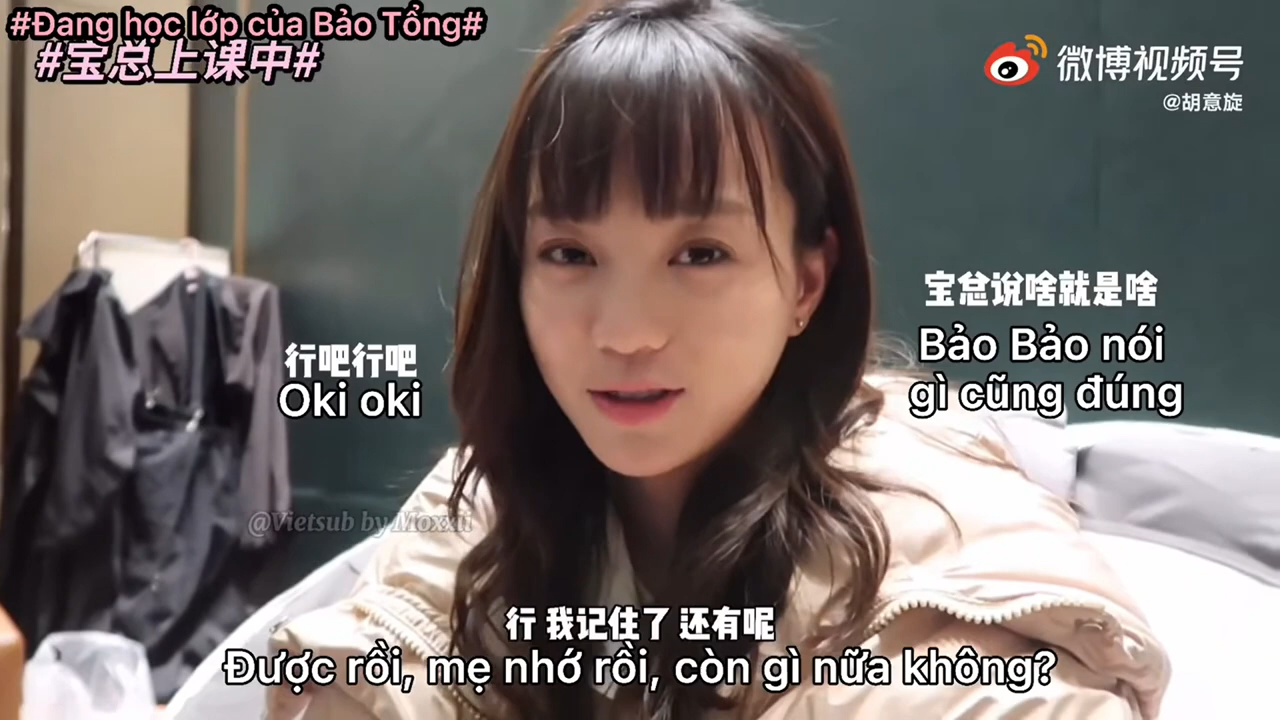 #Đang học lớp của Bảo Tổng#
#宝总上课中#
微博视频号
@胡意旋
宝总说啥就是啥
Bảo Bảo nói
gì cũng đúng
行吧行吧
Oki oki
@Vietsub by Moxxii
行 我记住了 还有呢
Được rồi, mẹ nhớ rồi, còn gì nữa không?